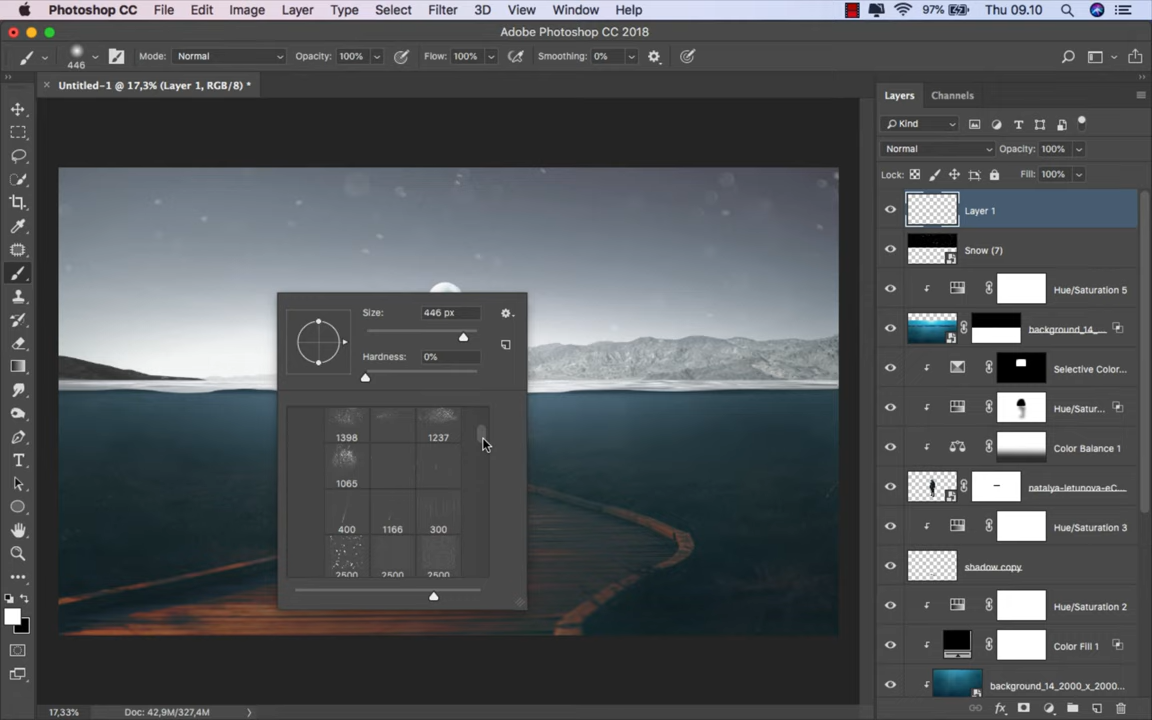 Photoshop CC File Edit Image Layer Type Select Filter 3D View Window Help 97% Thu 09.10
Adobe Photoshop CC 2018
446 Mode: Normal Opacity: 100% Flow: 100% Smoothing: 0%
Untitled-1 @ 17,3% (Layer 1, RGB/8) *
Layers Channels
Kind
Normal Opacity: 100%
Lock: Fill: 100%
Layer 1
Snow (7)
Hue/Saturation 5
background_14_...
Selective Color...
Hue/Satur...
Color Balance 1
natalya-letunova-eC...
Hue/Saturation 3
shadow copy
Hue/Saturation 2
Color Fill 1
background_14_2000_x_2000...
Size: 446 px
Hardness: 0%
1398 1237
1065
400 1166 300
2500 2500 2500
17,33% Doc: 42,9M/327,4M